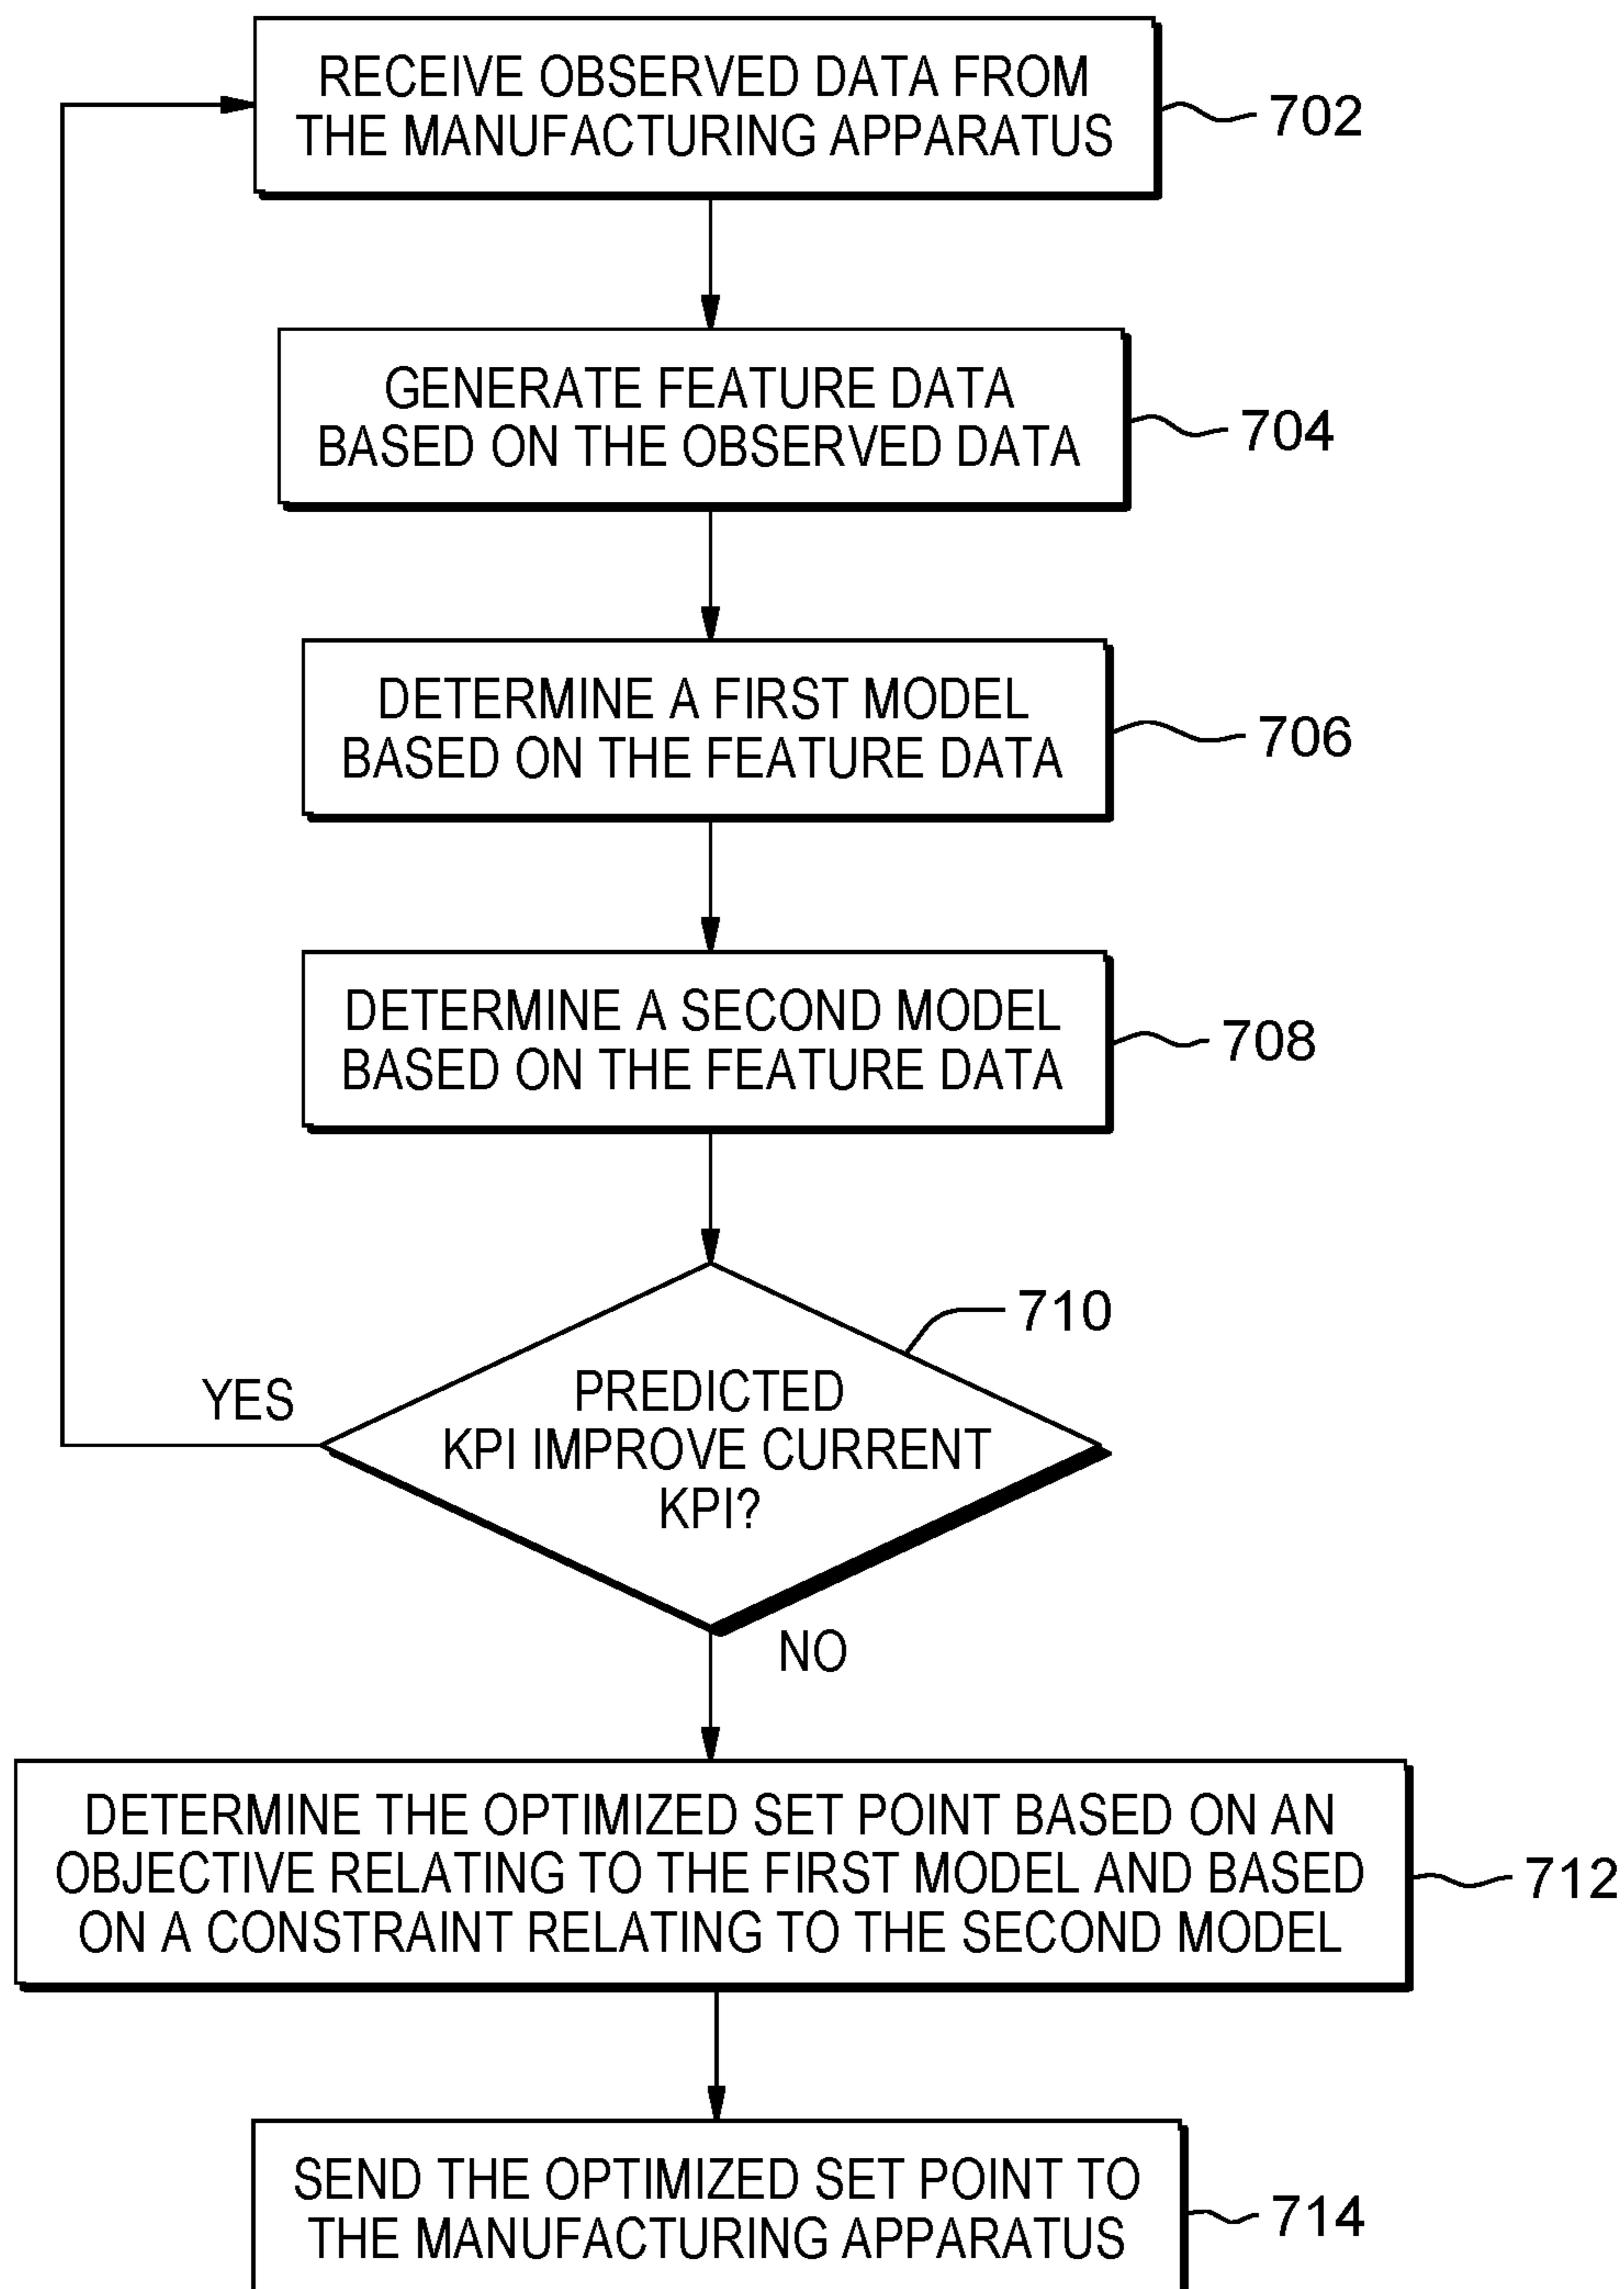 RECEIVE OBSERVED DATA FROM
THE MANUFACTURING APPARATUS
702
GENERATE FEATURE DATA
BASED ON THE OBSERVED DATA
704
DETERMINE A FIRST MODEL
BASED ON THE FEATURE DATA
706
DETERMINE A SECOND MODEL
BASED ON THE FEATURE DATA
708
710
YES
PREDICTED
KPI IMPROVE CURRENT
KPI?
NO
DETERMINE THE OPTIMIZED SET POINT BASED ON AN
OBJECTIVE RELATING TO THE FIRST MODEL AND BASED
ON A CONSTRAINT RELATING TO THE SECOND MODEL
712
SEND THE OPTIMIZED SET POINT TO
THE MANUFACTURING APPARATUS
714